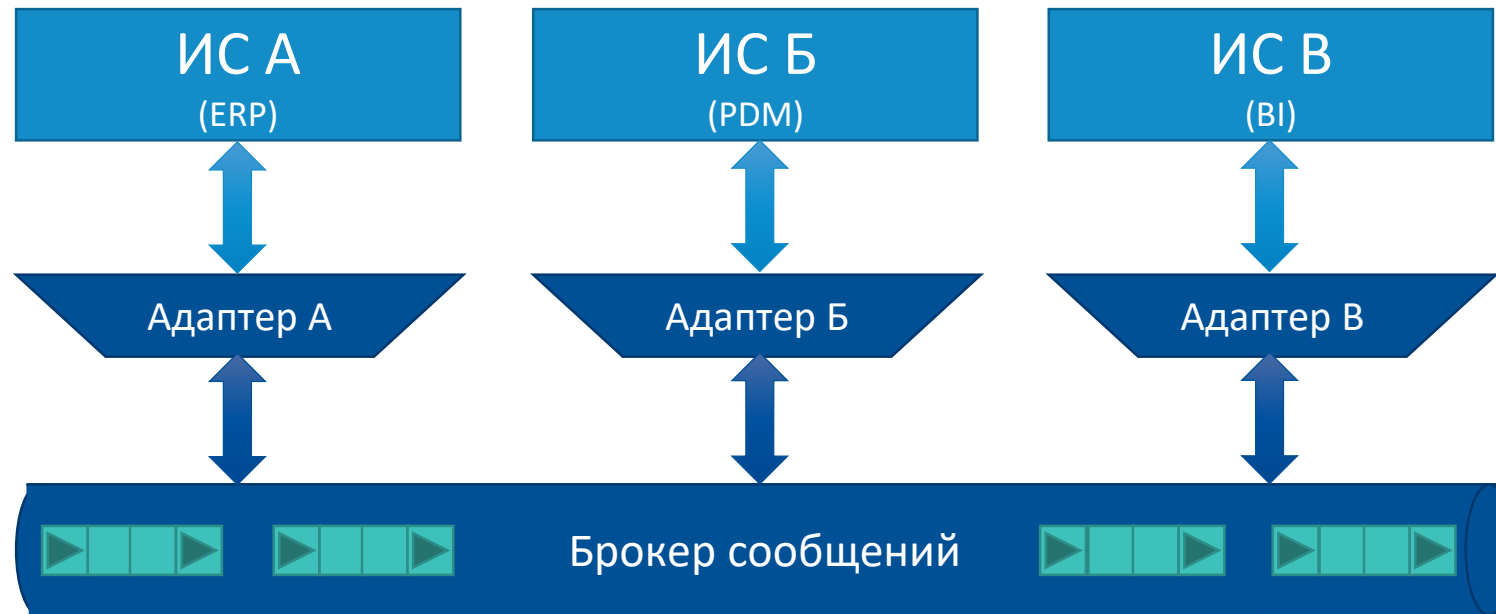 ИС А
(ERP)
ИС Б
(PDM)
ИС В
(BI)
Адаптер А
Адаптер Б
Адаптер В
Брокер сообщений